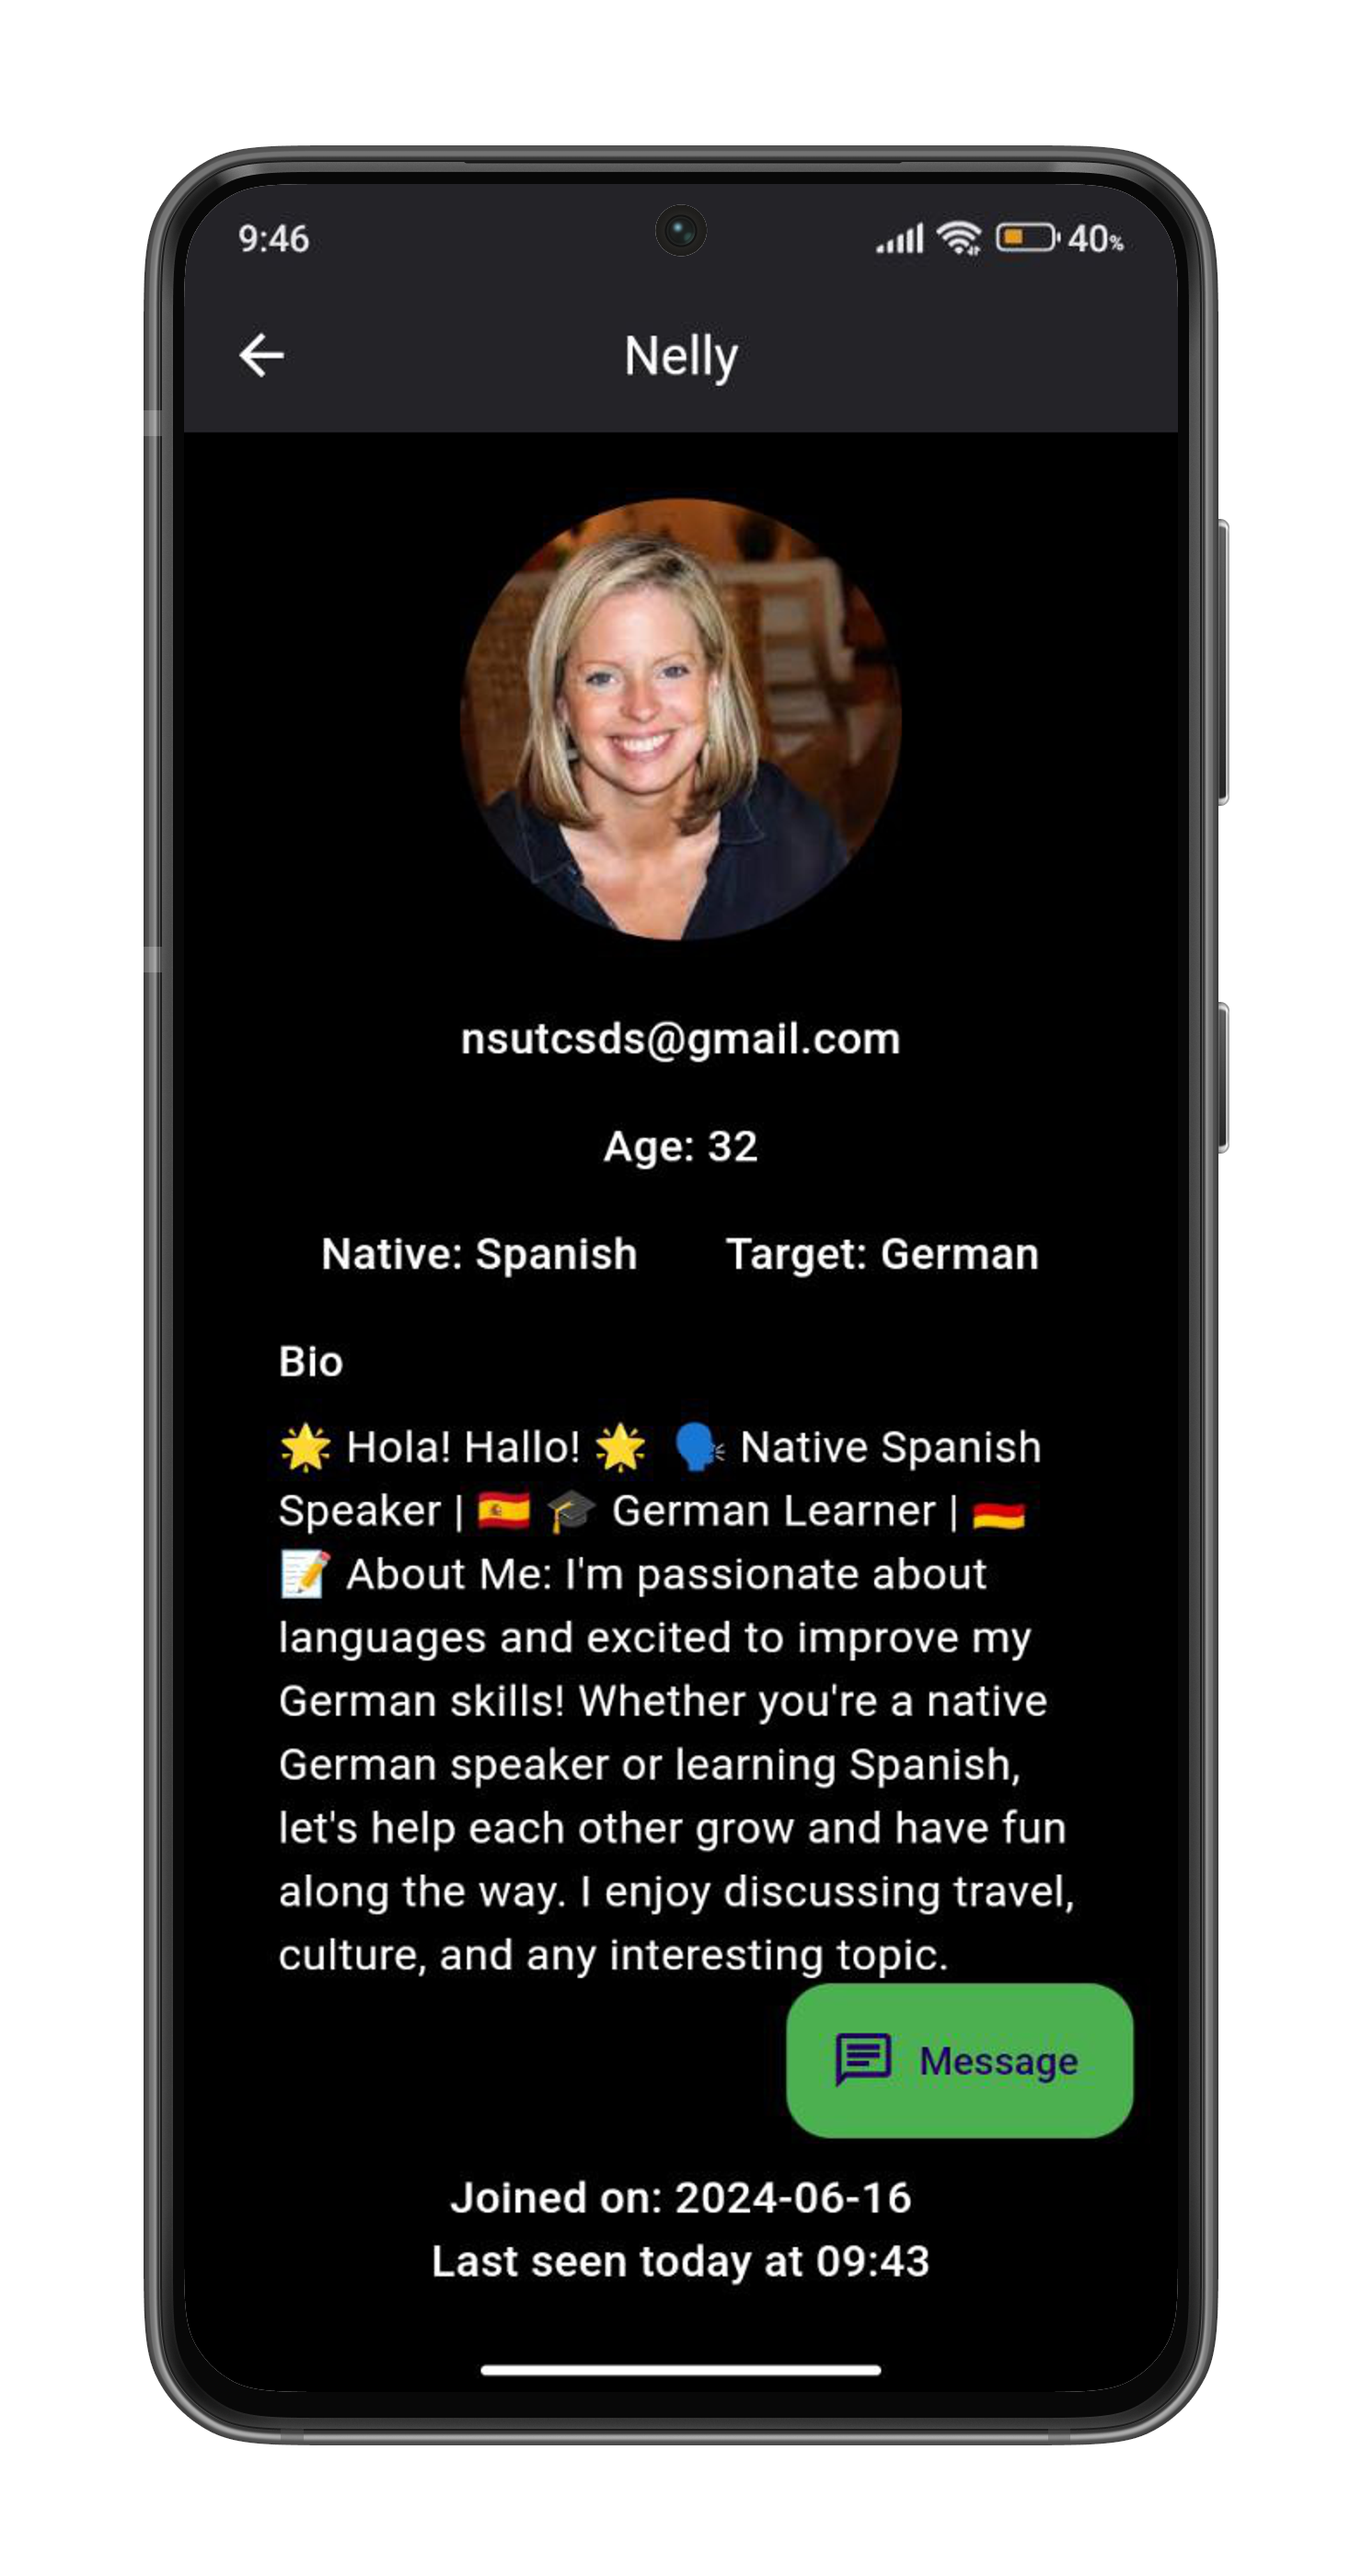 9:46
40%
Nelly
nsutcsds@gmail.com
Age: 32
Native: Spanish Target: German
Bio
🌟 Hola! Hallo! 🌟 🗣️ Native Spanish
Speaker | 🇪🇸 🎓 German Learner | 🇩🇪
📝 About Me: I'm passionate about
languages and excited to improve my
German skills! Whether you're a native
German speaker or learning Spanish,
let's help each other grow and have fun
along the way. I enjoy discussing travel,
culture, and any interesting topic.
Message
Joined on: 2024-06-16
Last seen today at 09:43